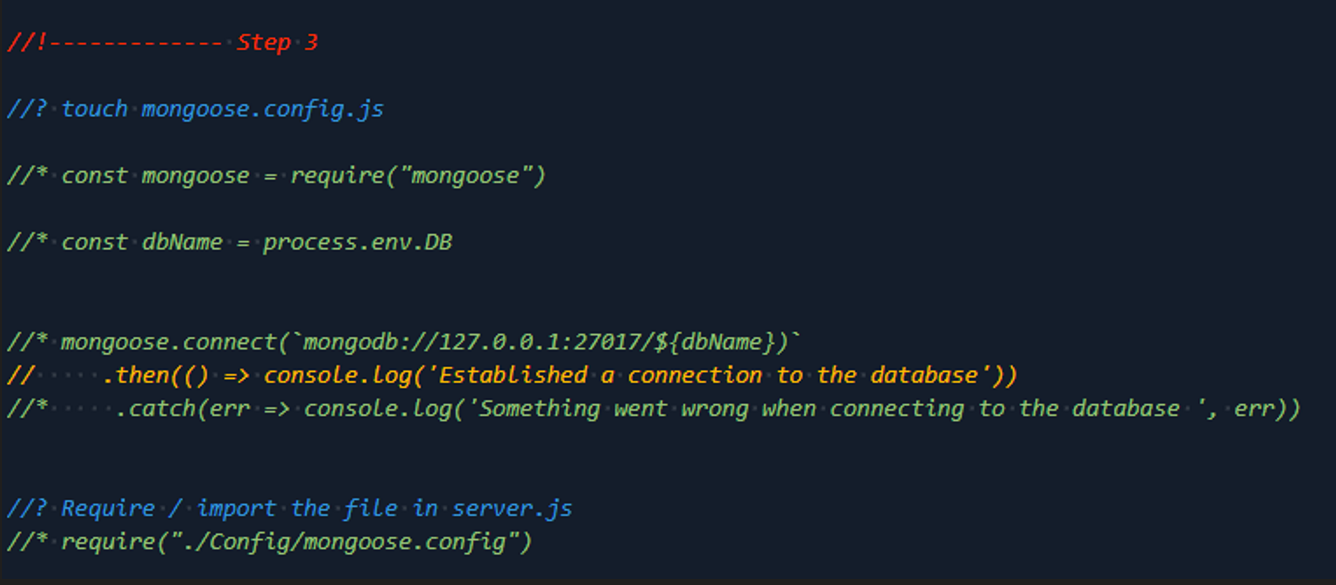 //!------------- Step 3
//? touch mongoose.config.js
//* const mongoose = require("mongoose")
//* const dbName = process.env.DB
//* mongoose.connect(`mongodb://127.0.0.1:27017/${dbName})`
//     .then(() => console.log('Established a connection to the database'))
//*     .catch(err => console.log('Something went wrong when connecting to the database ', err))
//? Require / import the file in server.js
//* require("./Config/mongoose.config")